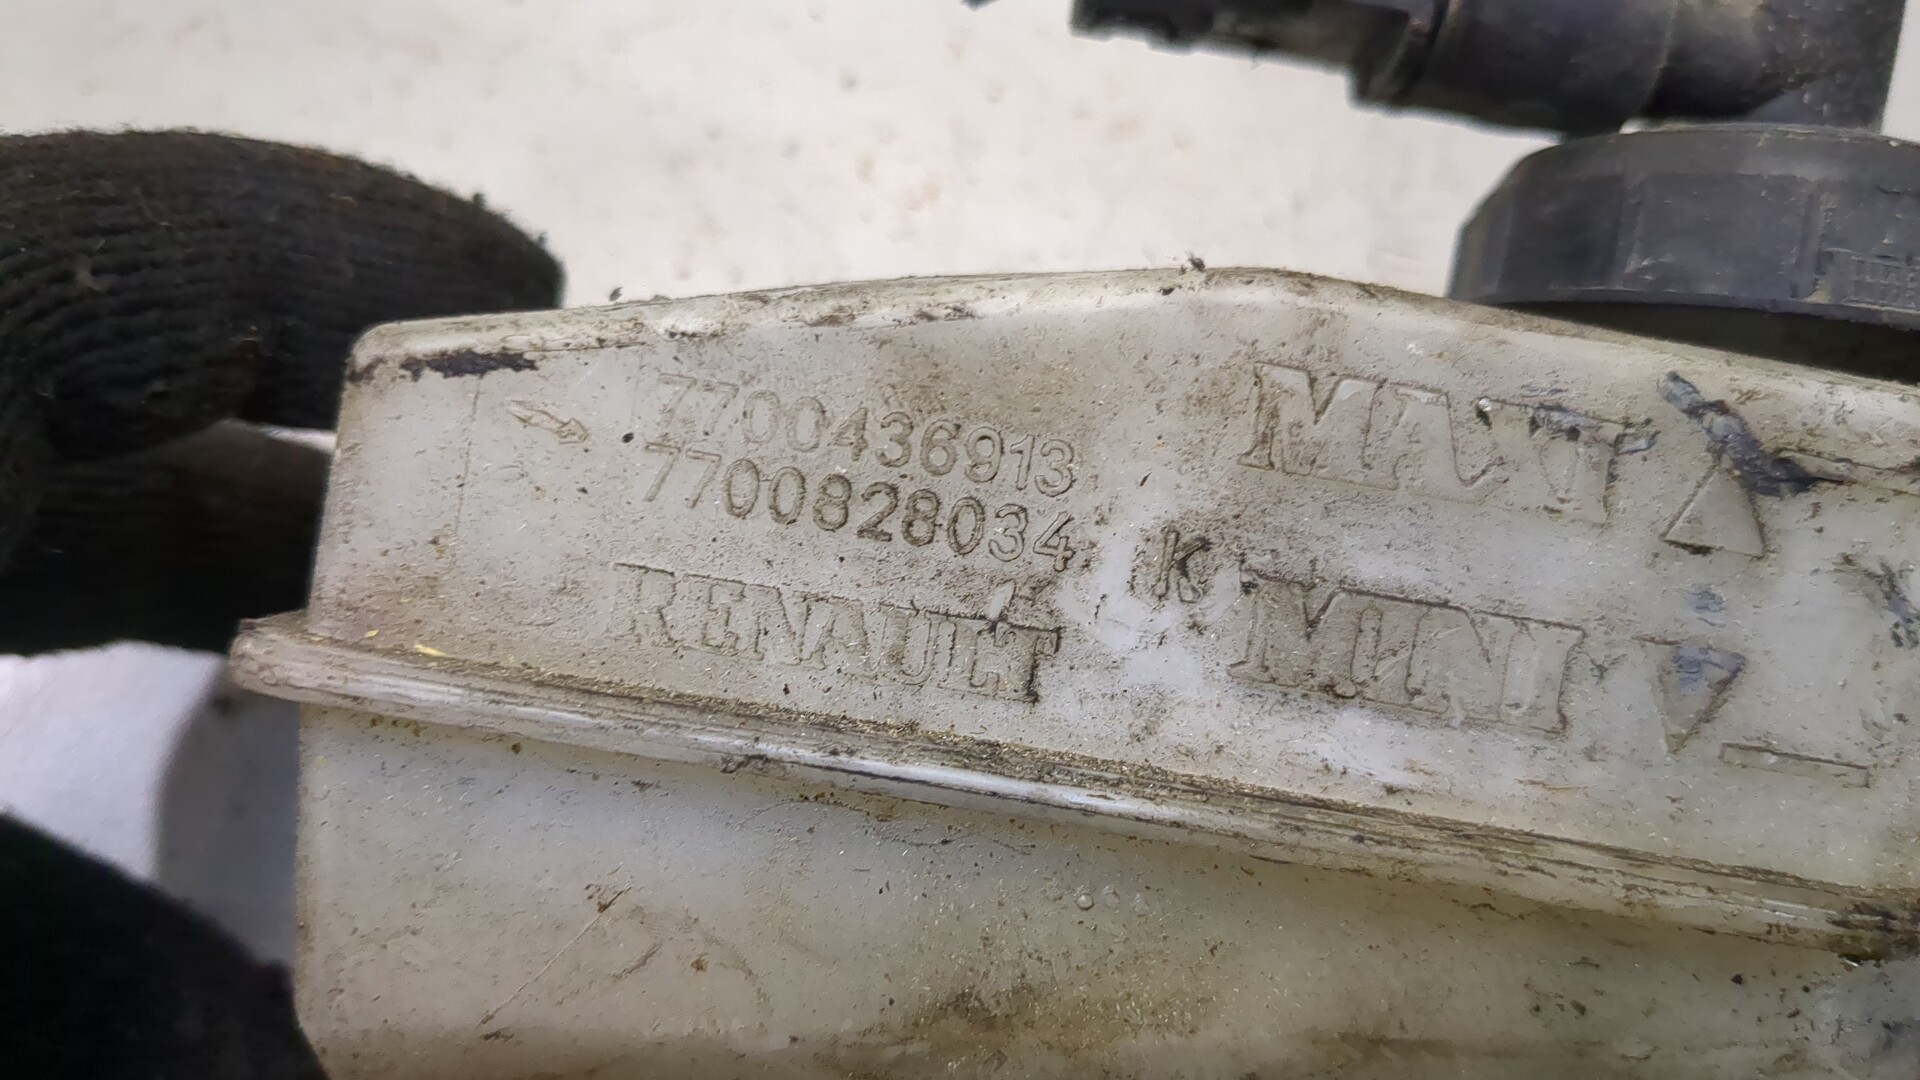 7700436913
7700828034
RENAULT
K
MAXI
MINI